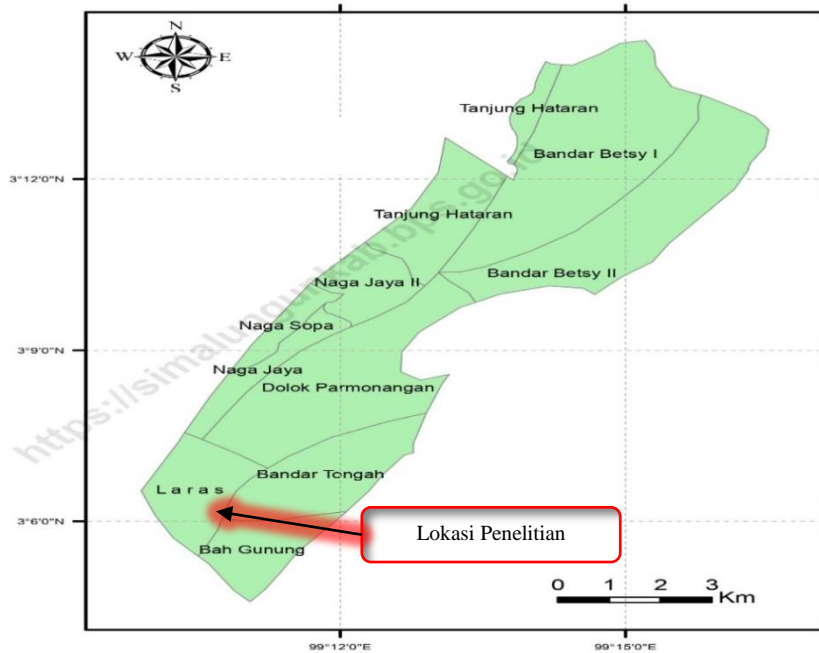 N
W E
S
Tanjung Hataran
Bandar Betsy I
3°12'0"N
Tanjung Hataran
Bandar Betsy II
Naga Jaya II
Naga Sopa
3°9'0"N
Naga Jaya
Dolok Parmonangan
https://simalungunkab.bps.go.id
Bandar Tongah
Laras
3°6'0"N
Lokasi Penelitian
Bah Gunung
0 1 2 3
Km
99°12'0"E
99°15'0"E